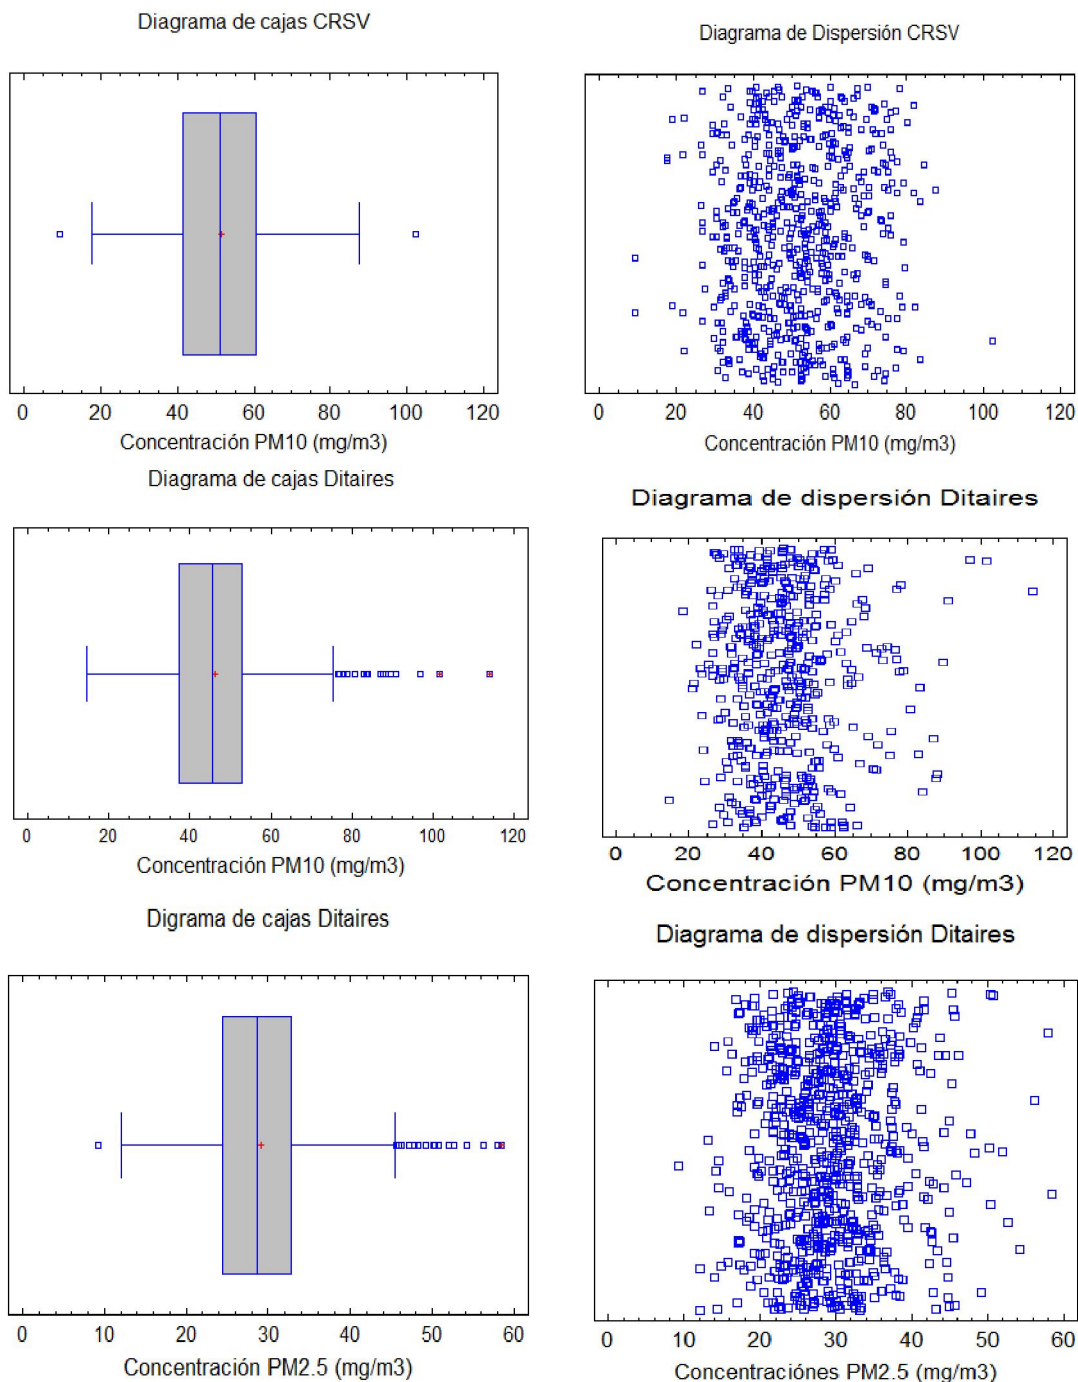 Diagrama de cajas CRSV
Diagrama de Dispersión CRSV
0 20 40 60 80 100 120
Concentración PM10 (mg/m3)
0 20 40 60 80 100 120
Concentración PM10 (mg/m3)
Diagrama de cajas Ditaires
Diagrama de dispersión Ditaires
0 20 40 60 80 100 120
Concentración PM10 (mg/m3)
0 20 40 60 80 100 120
Concentración PM10 (mg/m3)
Digrama de cajas Ditaires
Diagrama de dispersión Ditaires
0 10 20 30 40 50 60
Concentración PM2.5 (mg/m3)
0 10 20 30 40 50 60
Concentraciónes PM2.5 (mg/m3)